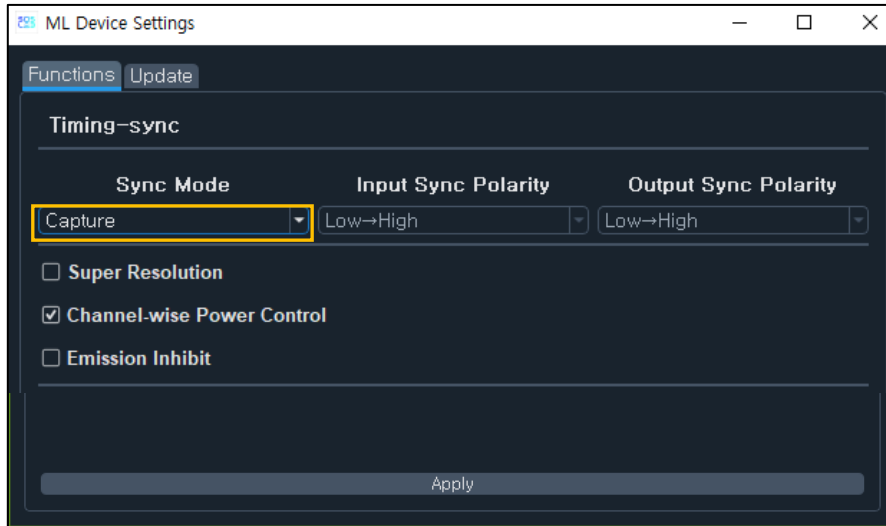 ML Device Settings
Functions Update
Timing-sync
Sync Mode Input Sync Polarity Output Sync Polarity
Capture Low→High Low→High
Super Resolution
Channel-wise Power Control
Emission Inhibit
Apply